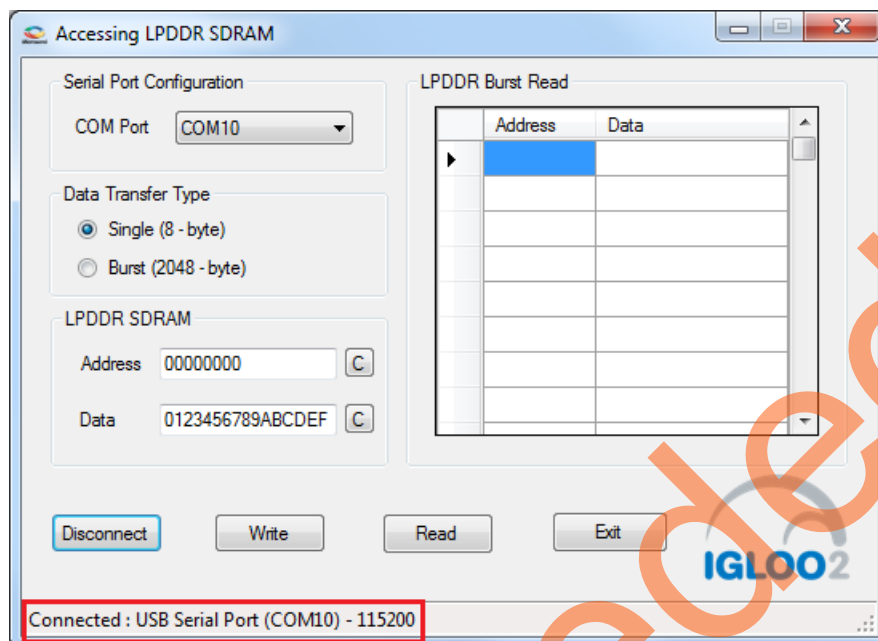 Accessing LPDDR SDRAM
Serial Port Configuration
COM Port COM10
Data Transfer Type
Single (8 - byte)
Burst (2048 - byte)
LPDDR SDRAM
Address 00000000 C
Data 0123456789ABCDEF C
LPDDR Burst Read
Address Data
Disconnect Write Read Exit
IGLOO2
Connected : USB Serial Port (COM10) - 115200